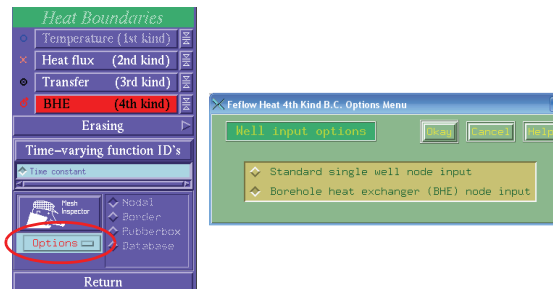 Heat Boundaries
Temperature (1st kind)
Heat flux (2nd kind)
Transfer (3rd kind)
BHE (4th kind)
Erasing
Time-varying function ID's
Time constant
Mesh
Inspector
Options
Nodal
Border
Rubberbox
Database
Return
Feflow Heat 4th Kind B.C. Options Menu
Well input options
Okay
Cancel
Help
Standard single well node input
Borehole heat exchanger (BHE) node input